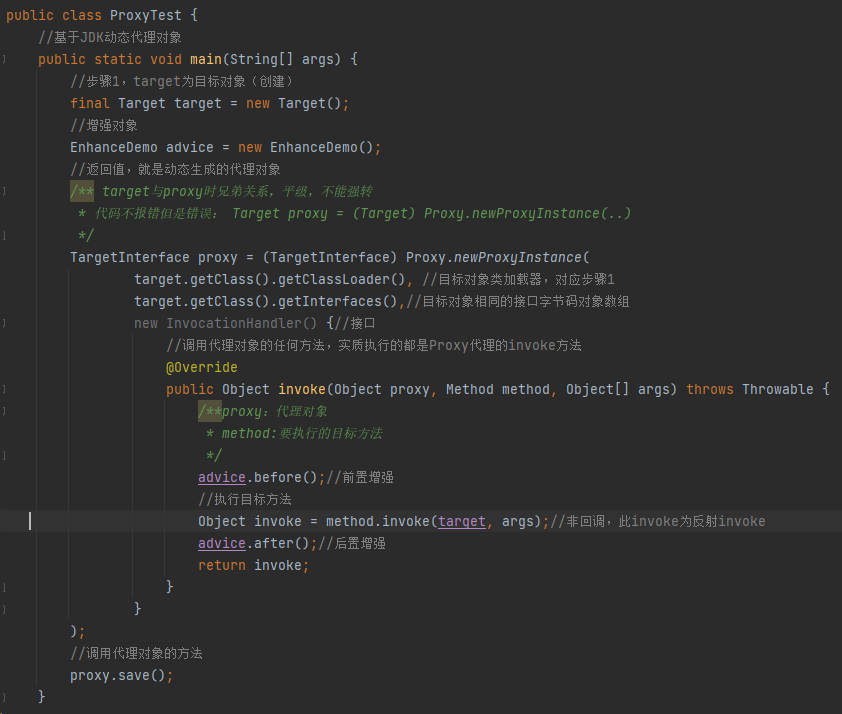 public class ProxyTest {
//基于JDK动态代理对象
public static void main(String[] args) {
//步骤1，target为目标对象（创建）
final Target target = new Target();
//增强对象
EnhanceDemo advice = new EnhanceDemo();
//返回值，就是动态生成的代理对象
/** target与proxy时兄弟关系，平级，不能强转
* 代码不报错但是错误： Target proxy = (Target) Proxy.newProxyInstance(..)
*/
TargetInterface proxy = (TargetInterface) Proxy.newProxyInstance(
target.getClass().getClassLoader(), //目标对象类加载器，对应步骤1
target.getClass().getInterfaces(),//目标对象相同的接口字节码对象数组
new InvocationHandler() {//接口
//调用代理对象的任何方法，实质执行的都是Proxy代理的invoke方法
@Override
public Object invoke(Object proxy, Method method, Object[] args) throws Throwable {
/**proxy：代理对象
* method:要执行的目标方法
*/
advice.before();//前置增强
//执行目标方法
Object invoke = method.invoke(target, args);//非回调，此invoke为反射invoke
advice.after();//后置增强
return invoke;
}
}
);
//调用代理对象的方法
proxy.save();
}